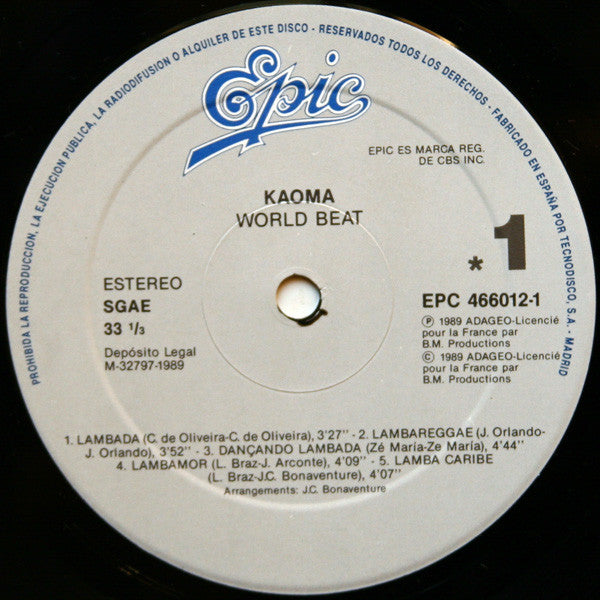 PROHIBIDA LA REPRODUCCION, LA EJECUCION PUBLICA, LA RADIODIFUSION O ALQUILER DE ESTE DISCO - RESERVADOS TODOS LOS DERECHOS - FABRICADO EN ESPAÑA POR TECNODISCO, S.A. - MADRID
Epic
EPIC ES MARCA REG.
DE CBS INC.
KAOMA
WORLD BEAT
* 1
ESTEREO
SGAE
33 1/3
Depósito Legal
M-32797-1989
EPC 466012-1
Ⓟ 1989 ADAGEO-Licencié
pour la France par
B.M. Productions
© 1989 ADAGEO-Licencié
pour la France par
B.M. Productions
1. LAMBADA (C. de Oliveira-C. de Oliveira), 3'27" - 2. LAMBAREGGAE (J. Orlando-
J. Orlando), 3'52" - 3. DANÇANDO LAMBADA (Zé Maria-Ze Maria), 4'44"
4. LAMBAMOR (L. Braz-J. Arconte), 4'09" - 5. LAMBA CARIBE
(L. Braz-J.C. Bonaventure), 4'07"
Arrangements: J.C. Bonaventure